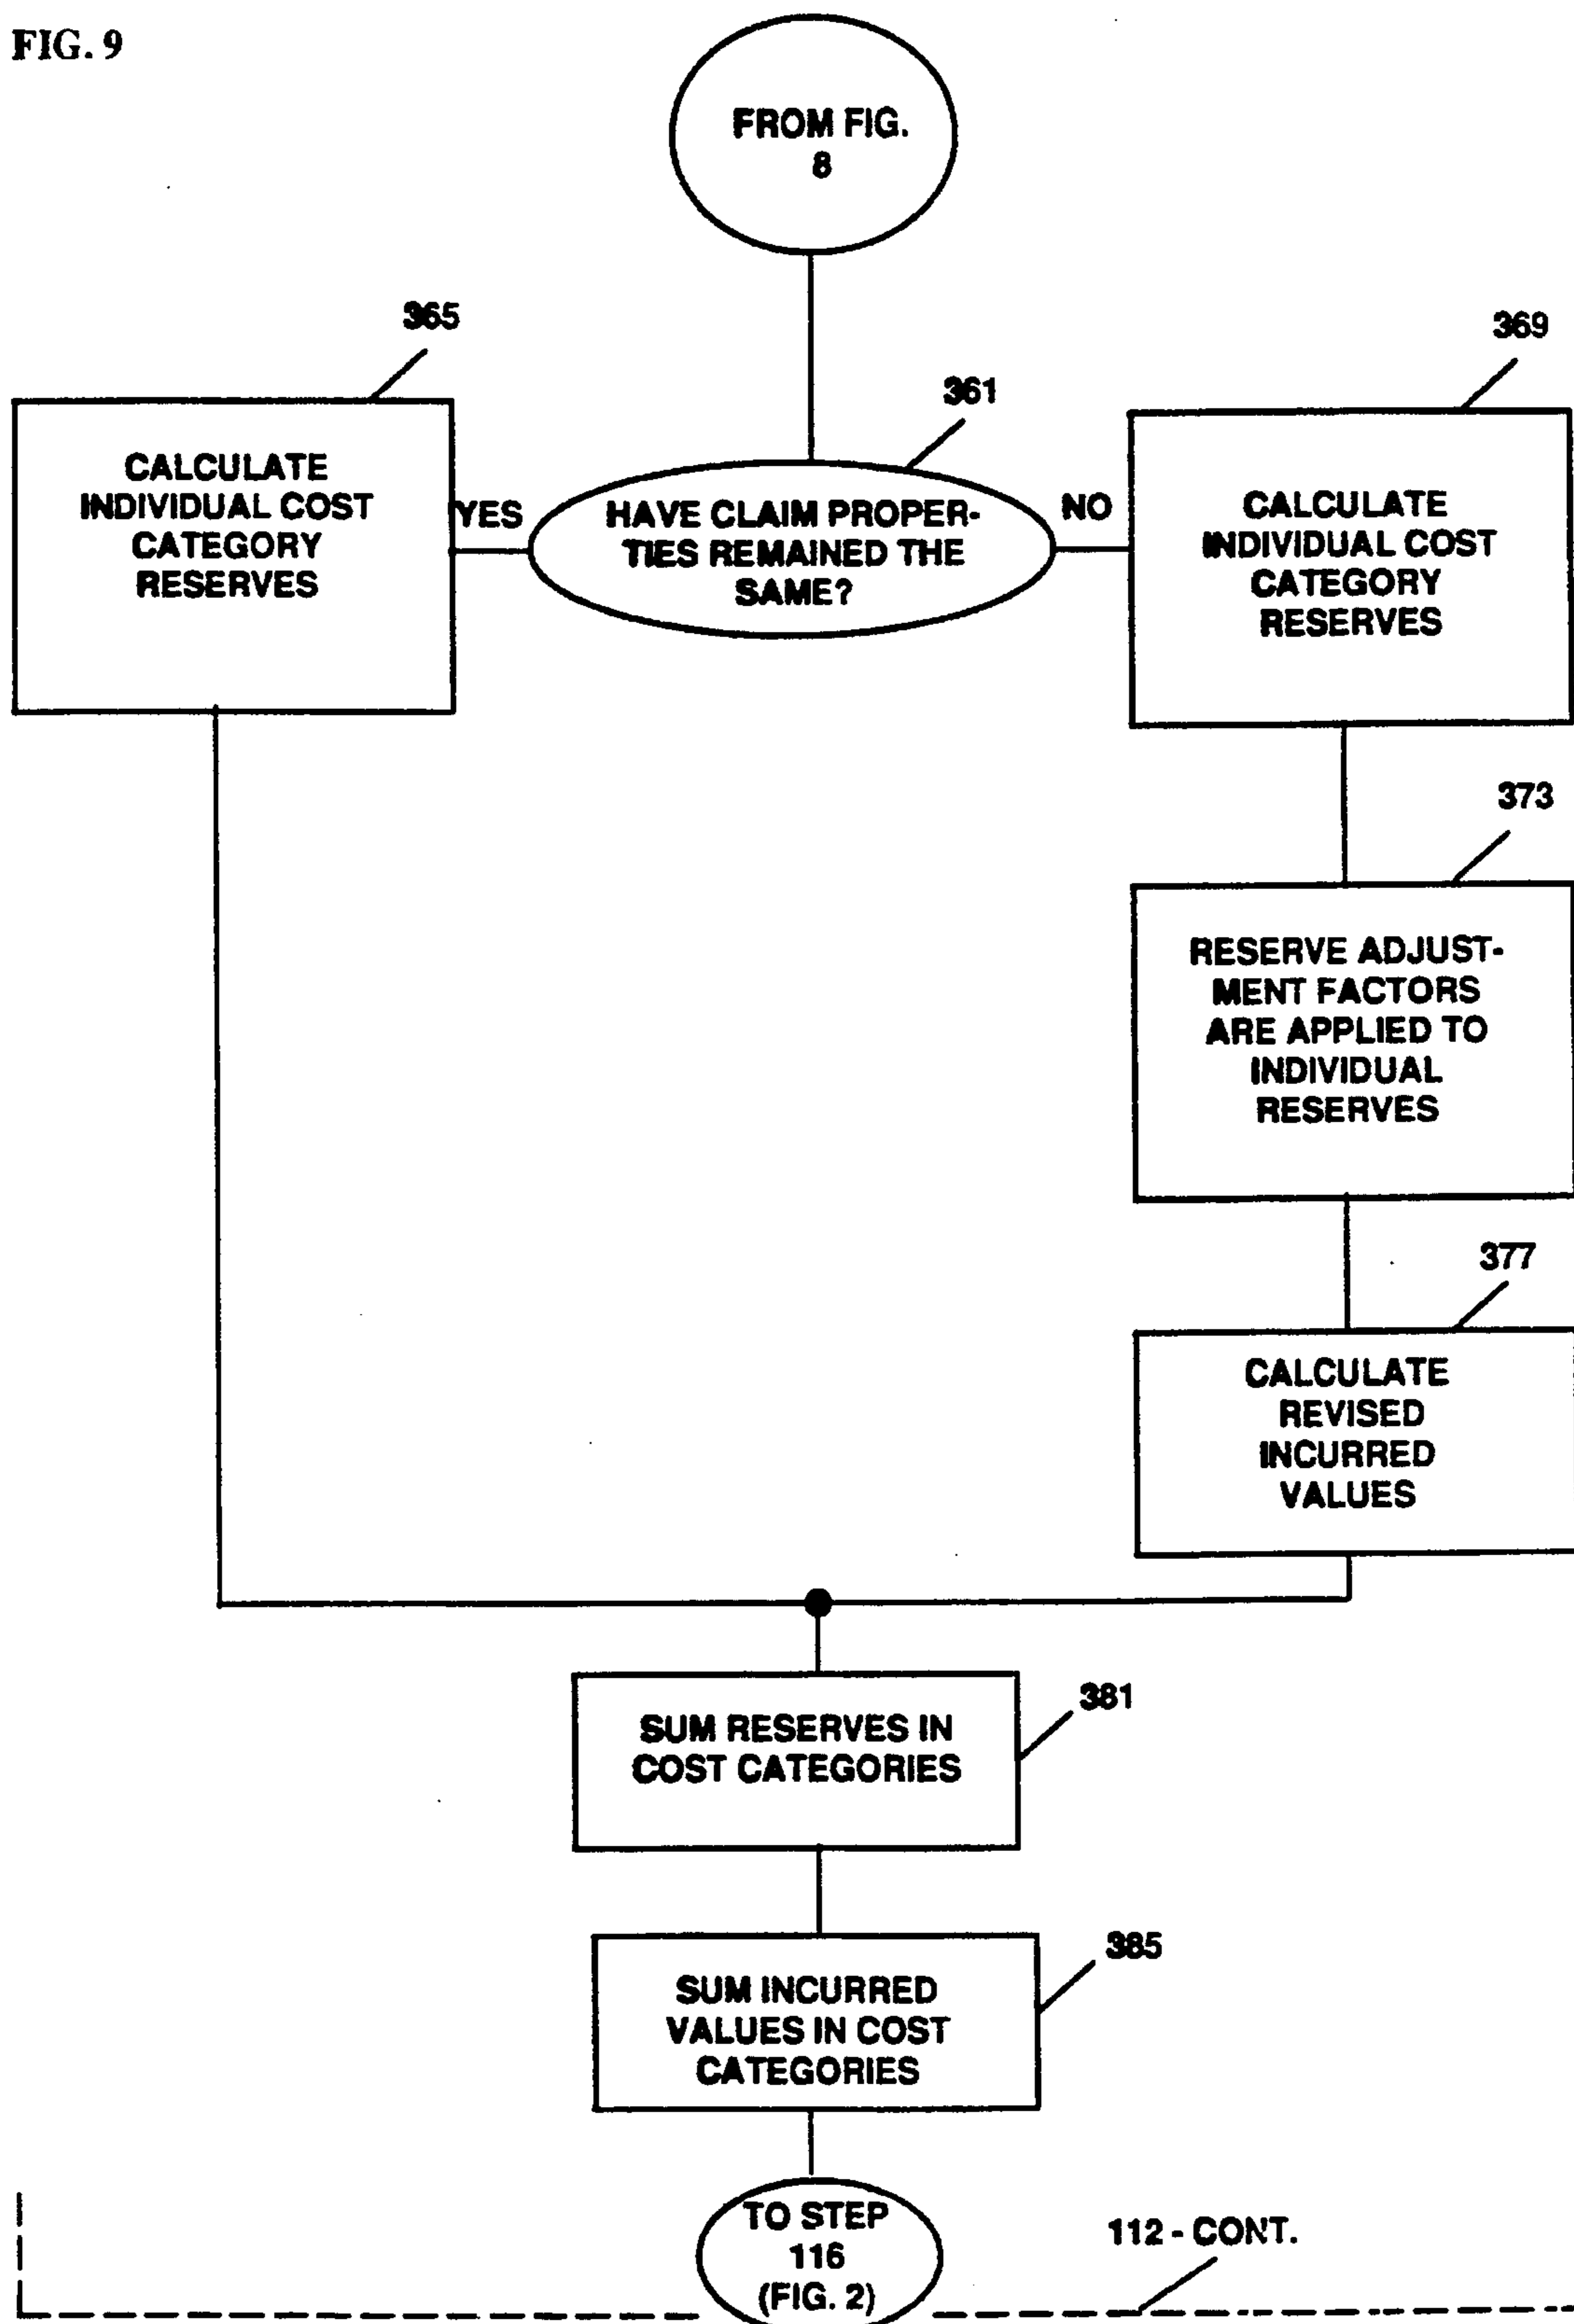 FIG. 9
FROM FIG.
8
365
369
361
CALCULATE
INDIVIDUAL COST
CATEGORY
RESERVES
YES
HAVE CLAIM PROPER-
TIES REMAINED THE
SAME?
NO
CALCULATE
INDIVIDUAL COST
CATEGORY
RESERVES
373
RESERVE ADJUST-
MENT FACTORS
ARE APPLIED TO
INDIVIDUAL
RESERVES
377
CALCULATE
REVISED
INCURRED
VALUES
381
SUM RESERVES IN
COST CATEGORIES
385
SUM INCURRED
VALUES IN COST
CATEGORIES
TO STEP
116
(FIG. 2)
112 - CONT.